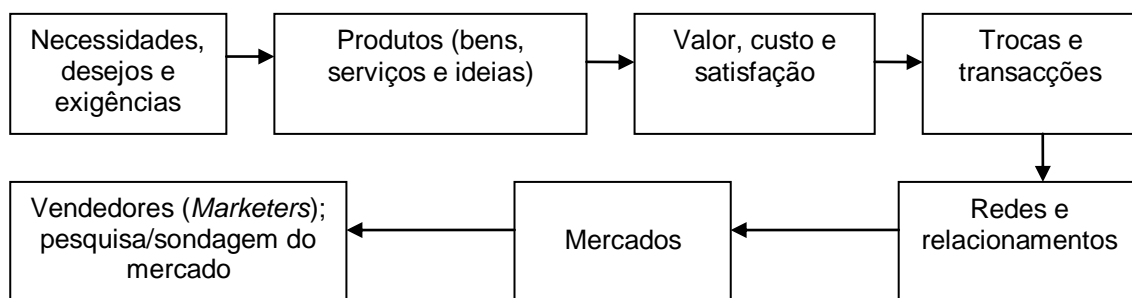 Necessidades,
desejos e
exigências
Produtos (bens,
serviços e ideias)
Valor, custo e
satisfação
Trocas e
transacções
Redes e
relacionamentos
Mercados
Vendedores (Marketers);
pesquisa/sondagem do
mercado